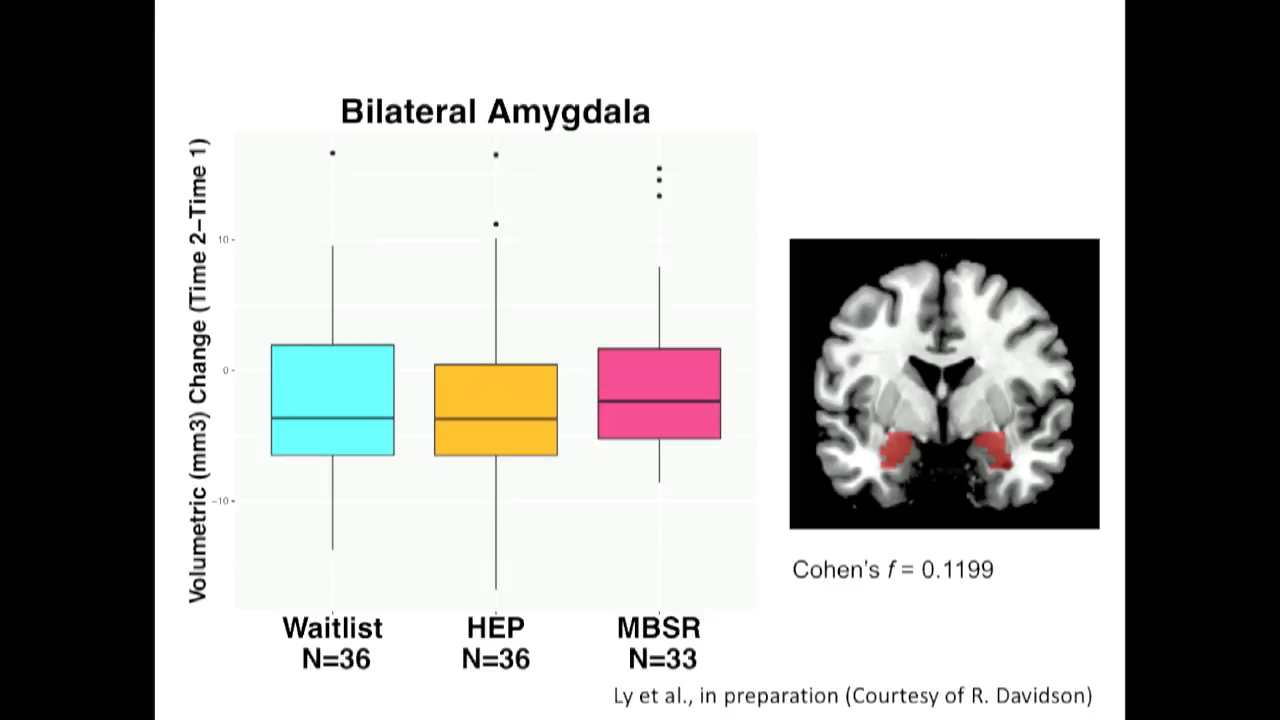 Bilateral Amygdala
Volumetric (mm3) Change (Time 2−Time 1)
10
0
−10
Waitlist
N=36
HEP
N=36
MBSR
N=33
Cohen's f = 0.1199
Ly et al., in preparation (Courtesy of R. Davidson)